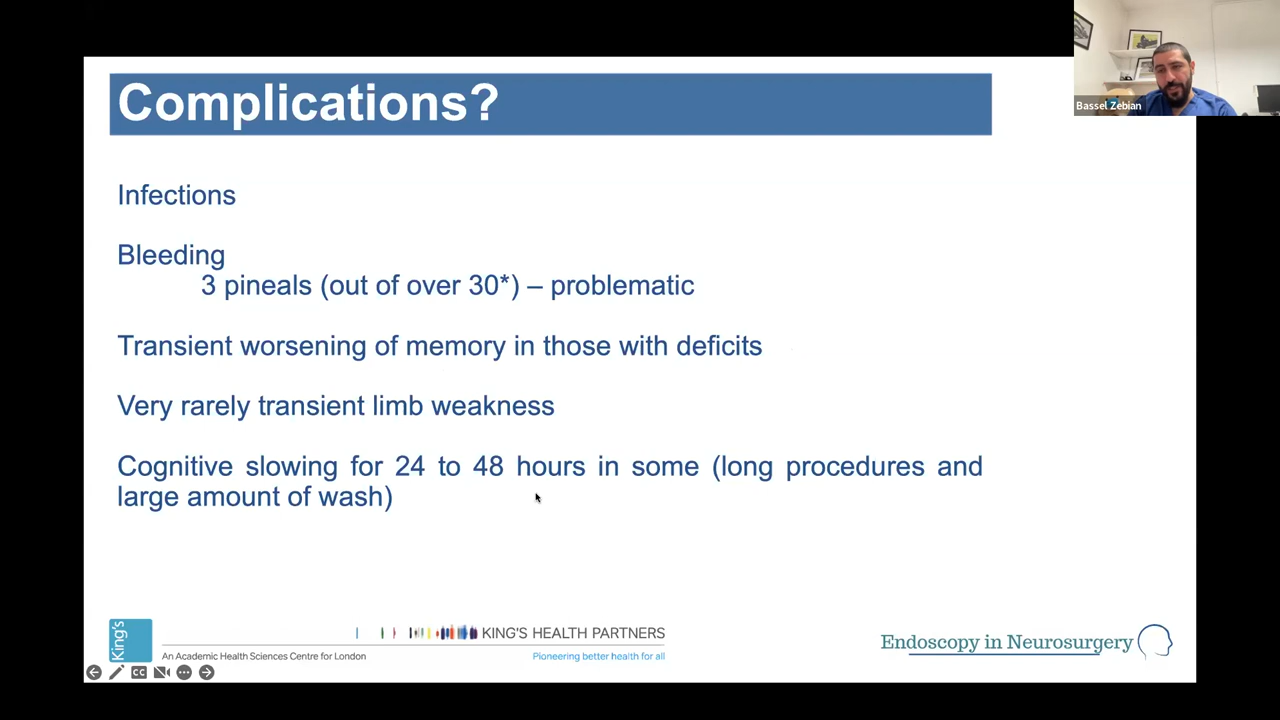 Complications?
Bassel Zebian
Infections
Bleeding
3 pineals (out of over 30*) – problematic
Transient worsening of memory in those with deficits
Very rarely transient limb weakness
Cognitive slowing for 24 to 48 hours in some (long procedures and
large amount of wash)
King's
KING'S HEALTH PARTNERS
An Academic Health Sciences Centre for London
Pioneering better health for all
Endoscopy in Neurosurgery
CC